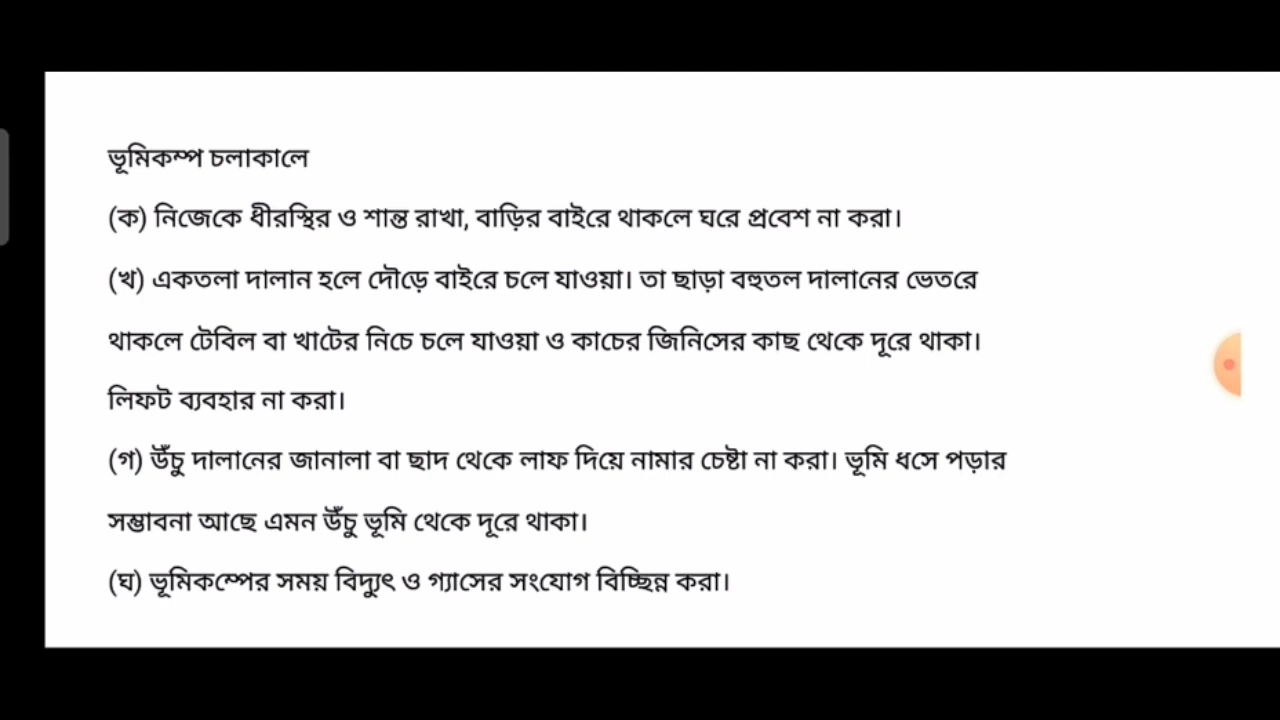 ভূমিকম্প চলাকালে
(ক) নিজেকে ধীরস্থির ও শান্ত রাখা, বাড়ির বাইরে থাকলে ঘরে প্রবেশ না করা।
(খ) একতলা দালান হলে দৌড়ে বাইরে চলে যাওয়া। তা ছাড়া বহুতল দালানের ভেতরে
থাকলে টেবিল বা খাটের নিচে চলে যাওয়া ও কাচের জিনিসের কাছ থেকে দূরে থাকা।
লিফট ব্যবহার না করা।
(গ) উঁচু দালানের জানালা বা ছাদ থেকে লাফ দিয়ে নামার চেষ্টা না করা। ভূমি ধসে পড়ার
সম্ভাবনা আছে এমন উঁচু ভূমি থেকে দূরে থাকা।
(ঘ) ভূমিকম্পের সময় বিদ্যুৎ ও গ্যাসের সংযোগ বিচ্ছিন্ন করা।